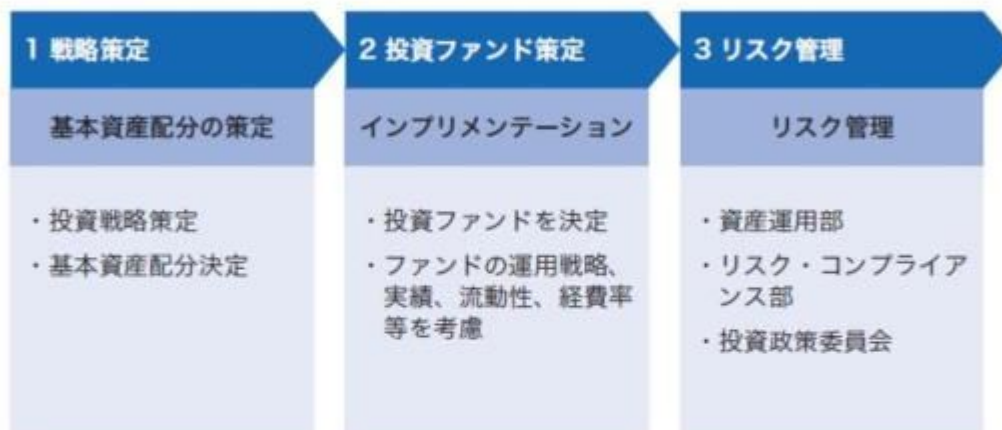 1 戦略策定
基本資産配分の策定
・投資戦略策定
・基本資産配分決定
2 投資ファンド策定
インプリメンテーション
・投資ファンドを決定
・ファンドの運用戦略、
実績、流動性、経費率
等を考慮
3 リスク管理
リスク管理
・資産運用部
・リスク・コンプライア
ンス部
・投資政策委員会